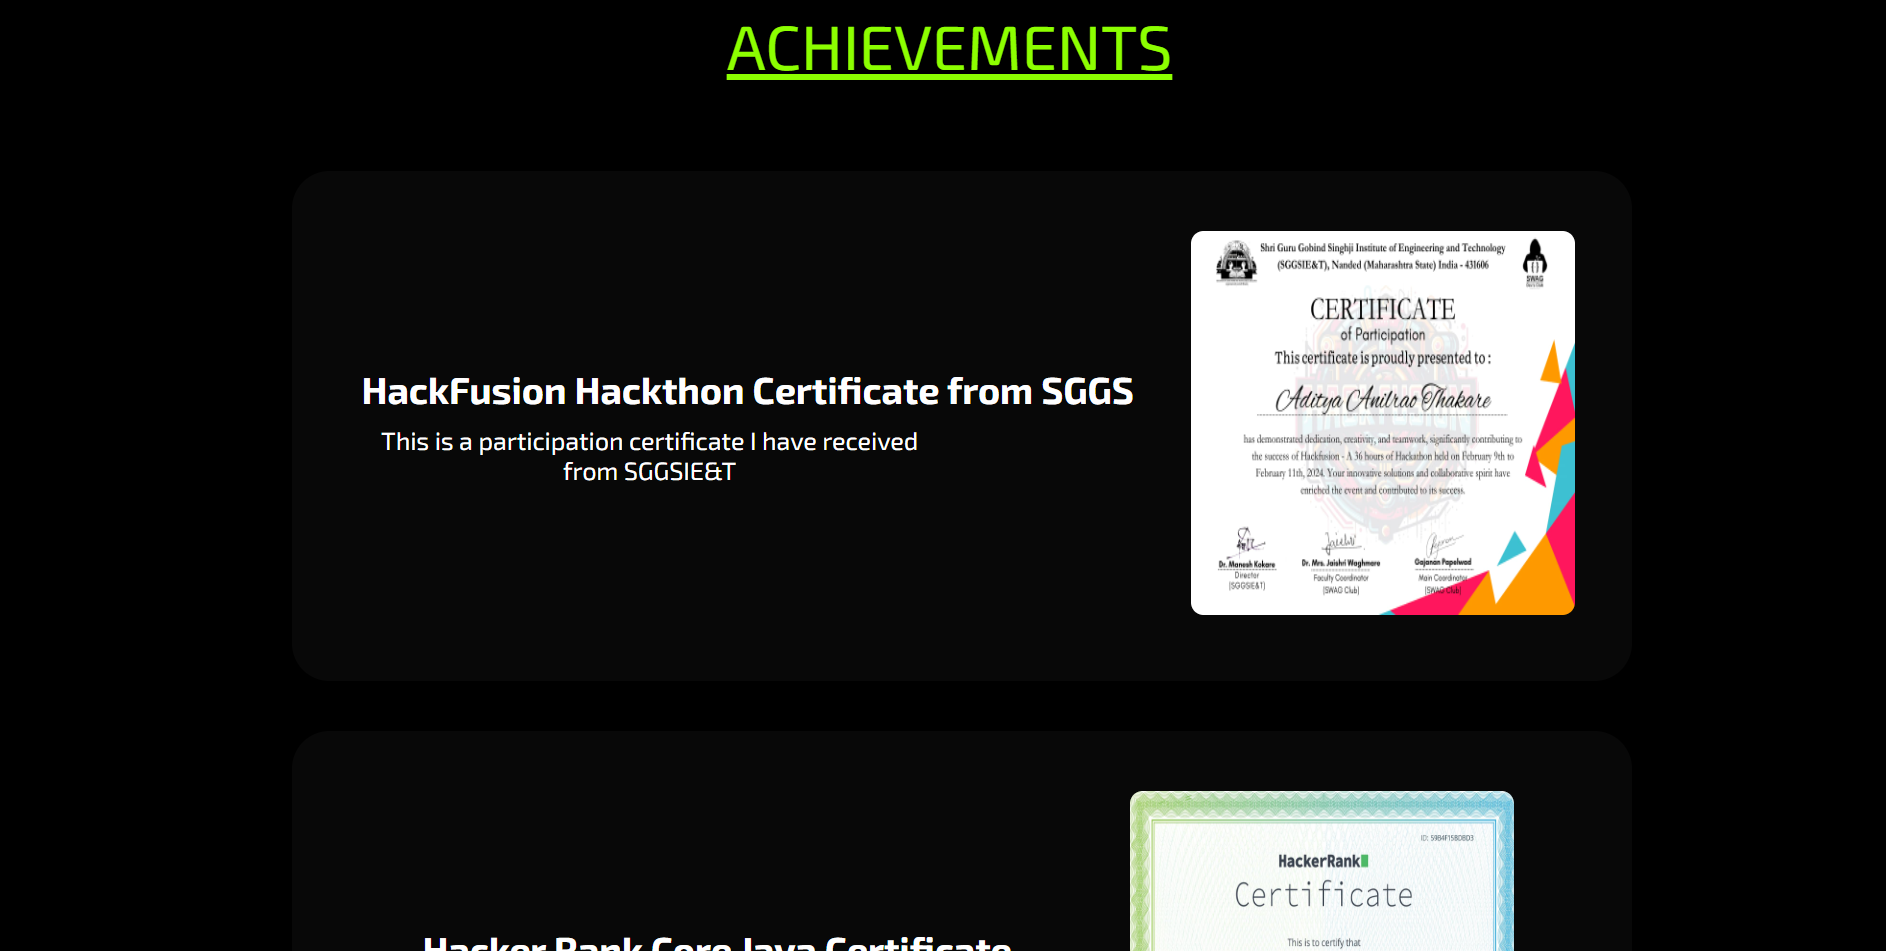 ACHIEVEMENTS
Shri Guru Gobind Singhji Institute of Engineering and Technology
(SGGSIE&T), Nanded (Maharashtra State) India - 431606
SWAG
CERTIFICATE
of Participation
This certificate is proudly presented to :
Aditya Anilrao Thakare
has demonstrated dedication, creativity, and teamwork, significantly contributing to
the success of Hackfusion - A 36 hours of Hackathon held on February 9th to
February 11th, 2024. Your innovative solutions and collaborative spirit have
enriched the event and contributed to its success.
Dr. Manesh Kokare
Director
(SGGSIE&T)
Dr. Mrs. Jaishri Waghmare
Faculty Coordinator
(SWAG Club)
Gajanan Papelwad
Main Coordinator
(SWAG Club)
HackFusion Hackthon Certificate from SGGS
This is a participation certificate I have received
from SGGSIE&T
HackerRank
Certificate
This is to certify that
Hacker Rank Core Java Certificate